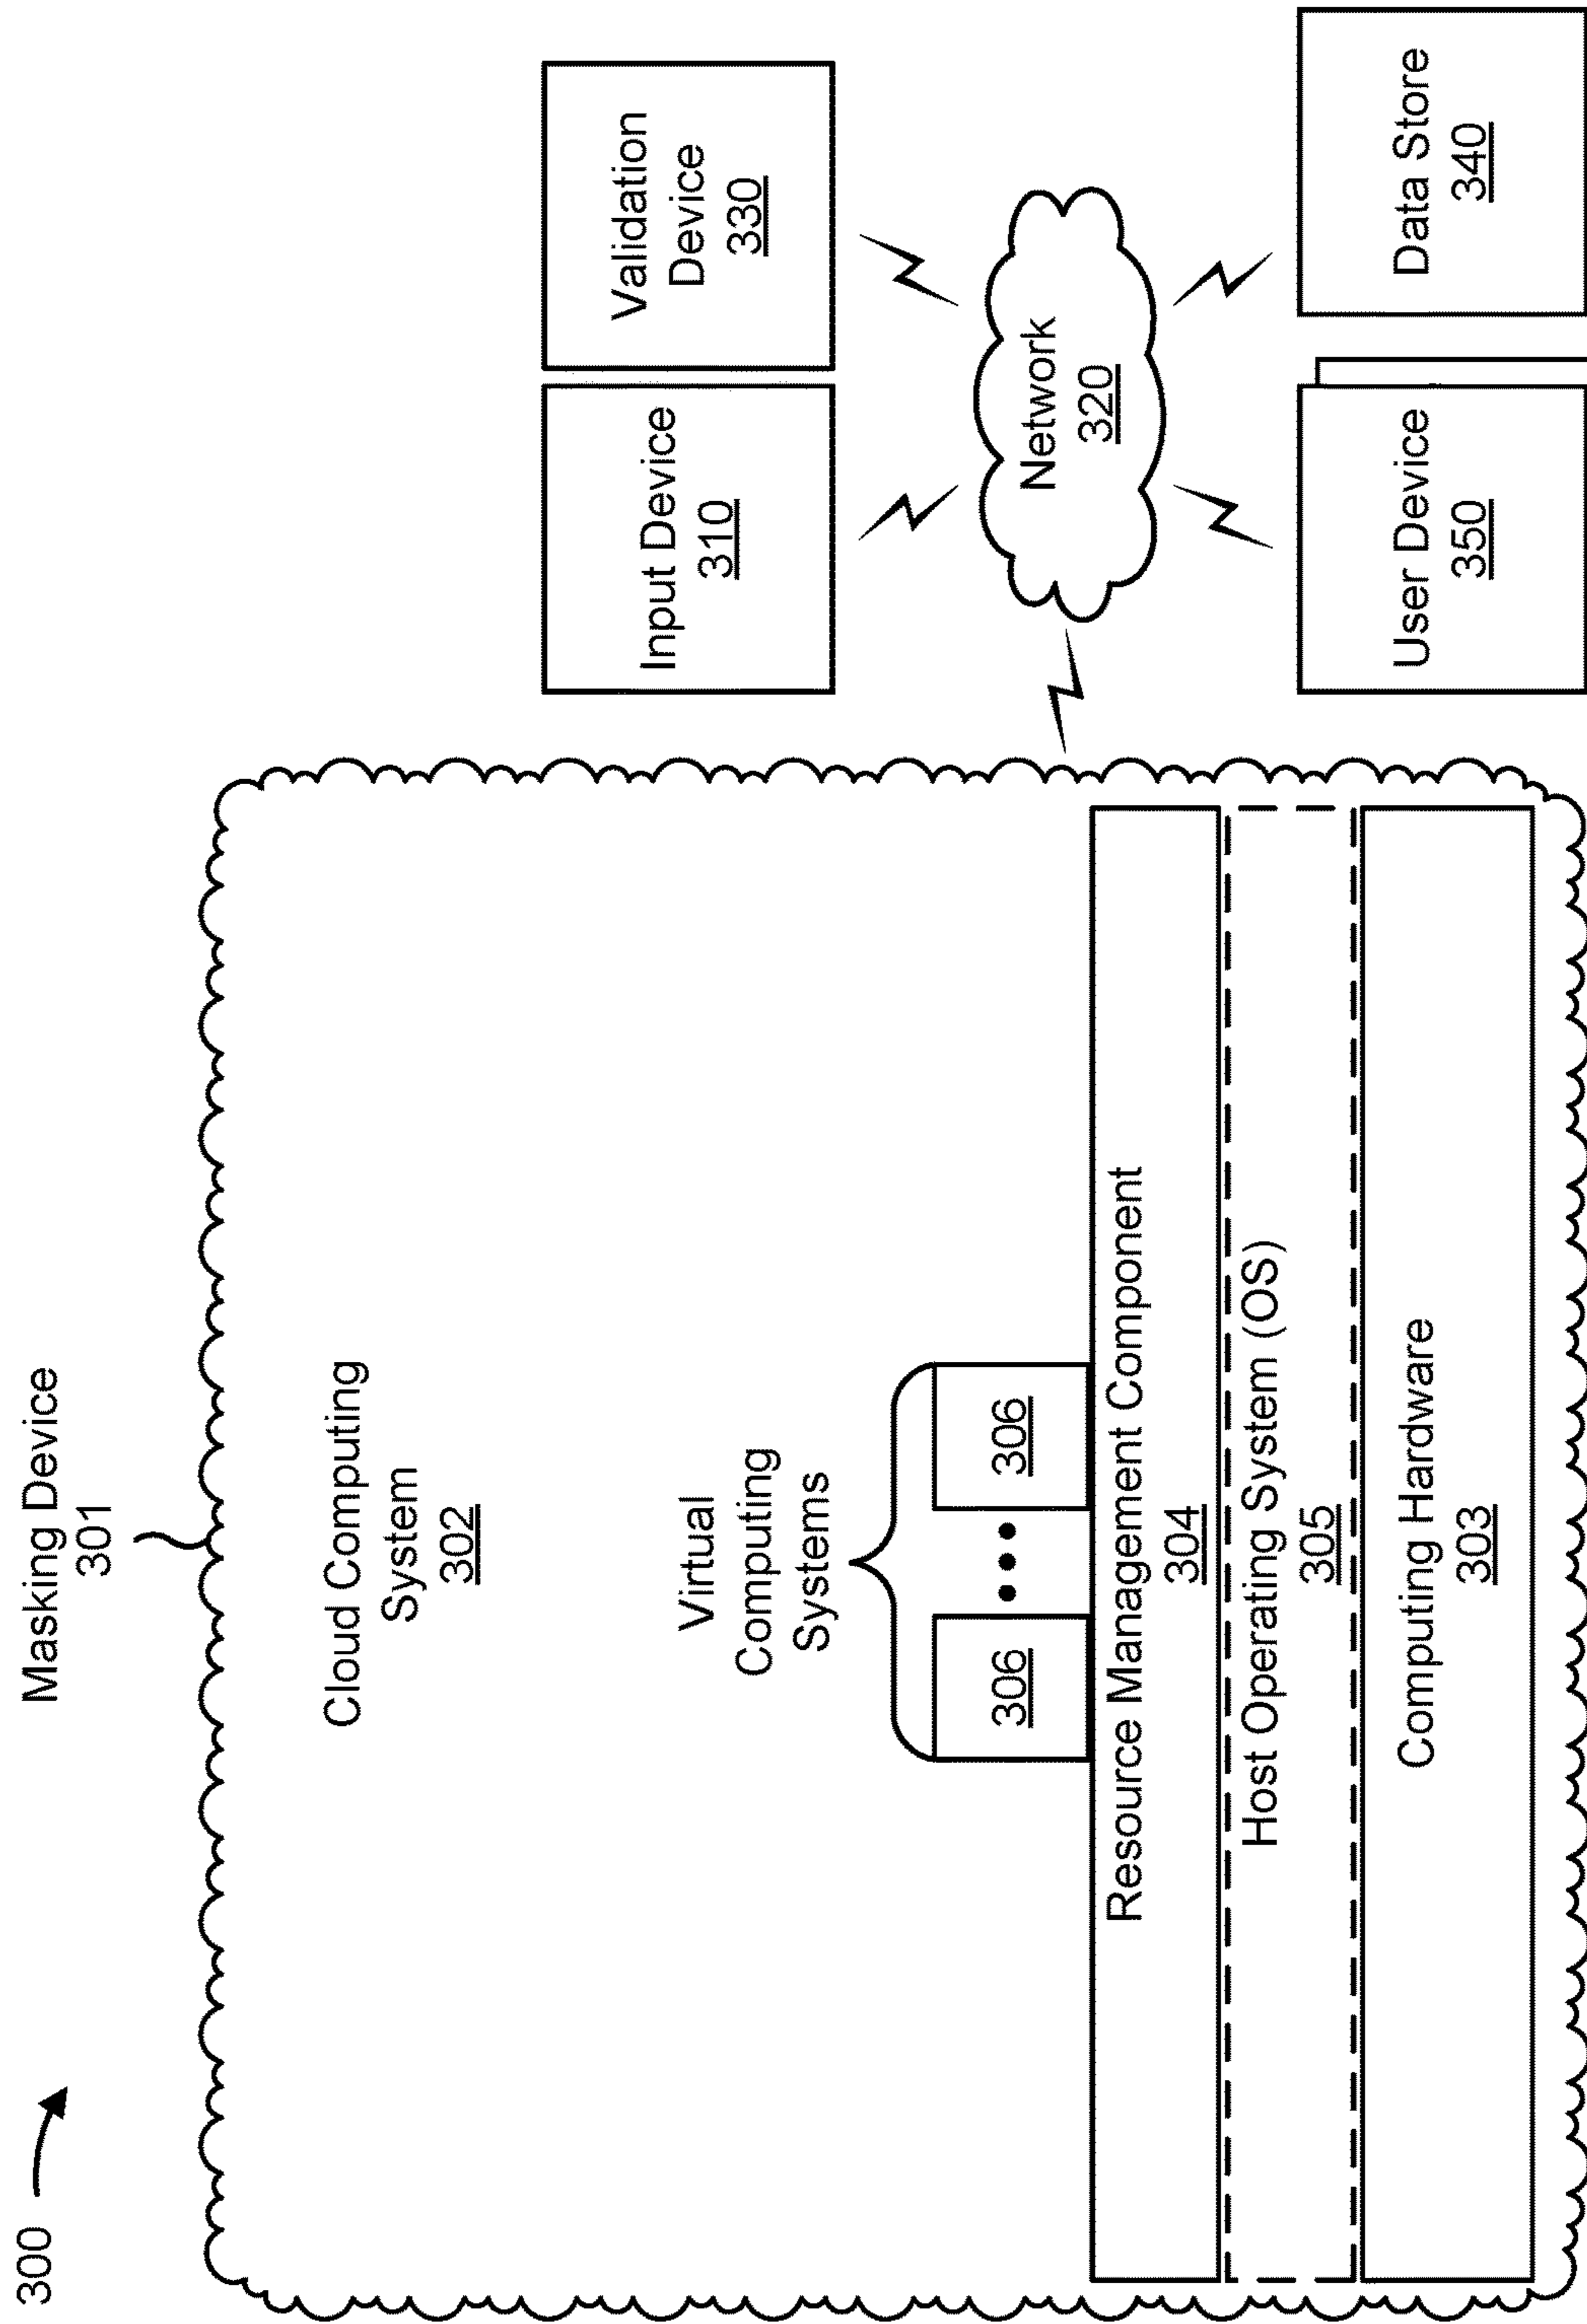 300
Masking Device
301
Cloud Computing
System
302
Virtual
Computing
Systems
306
306
Resource Management Component
304
Host Operating System (OS)
305
Computing Hardware
303
Input Device
310
Validation
Device
330
Network
320
User Device
350
Data Store
340